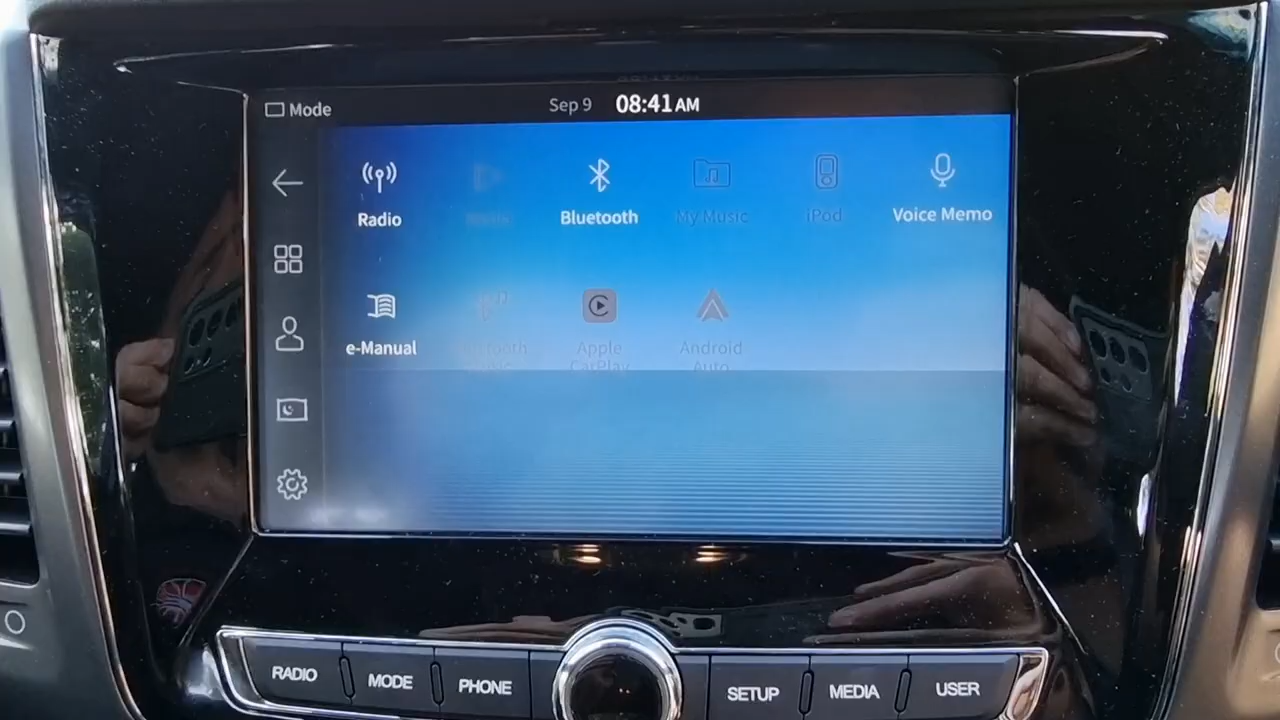 Mode
Sep 9 08:41 AM
Radio
Bluetooth
My Music
iPod
Voice Memo
e-Manual
Apple
CarPlay
Android
Auto
RADIO
MODE
PHONE
SETUP
MEDIA
USER